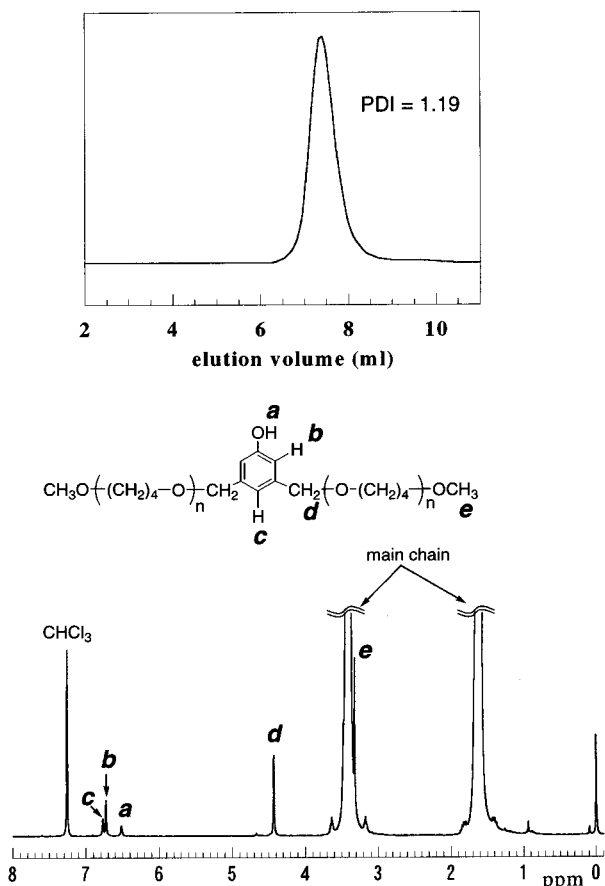 PDI = 1.19
2 4 6 8 10
elution volume (ml)
a
OH b
H
CH3O ( (CH2)4 — O ) n CH2 CH2 ( O — (CH2)4 ) n OCH3
H
c d e
main chain
CHCl3
e
d
b
c a
8 7 6 5 4 3 2 1 0
ppm